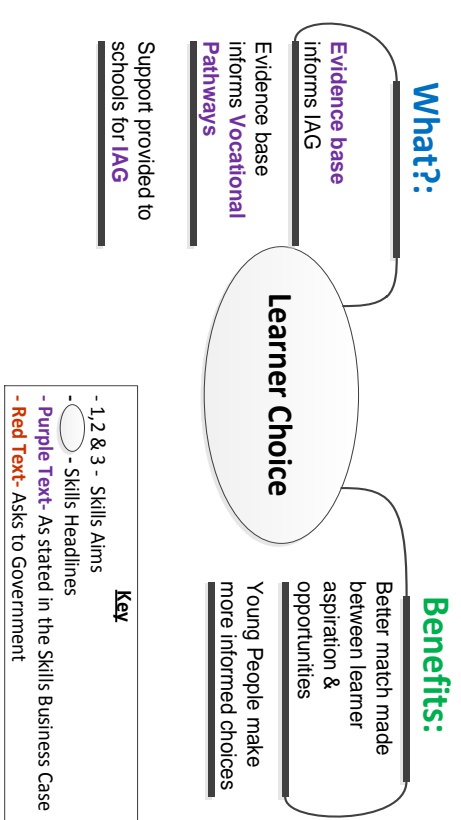 What?:
Evidence base
informs IAG
Evidence base
informs Vocational
Pathways
Support provided to
schools for IAG
Learner Choice
Benefits:
Better match made
between learner
aspiration &
opportunities
Young People make
more informed choices
Key
- 1,2 & 3 - Skills Aims
- - Skills Headlines
- Purple Text- As stated in the Skills Business Case
- Red Text- Asks to Government